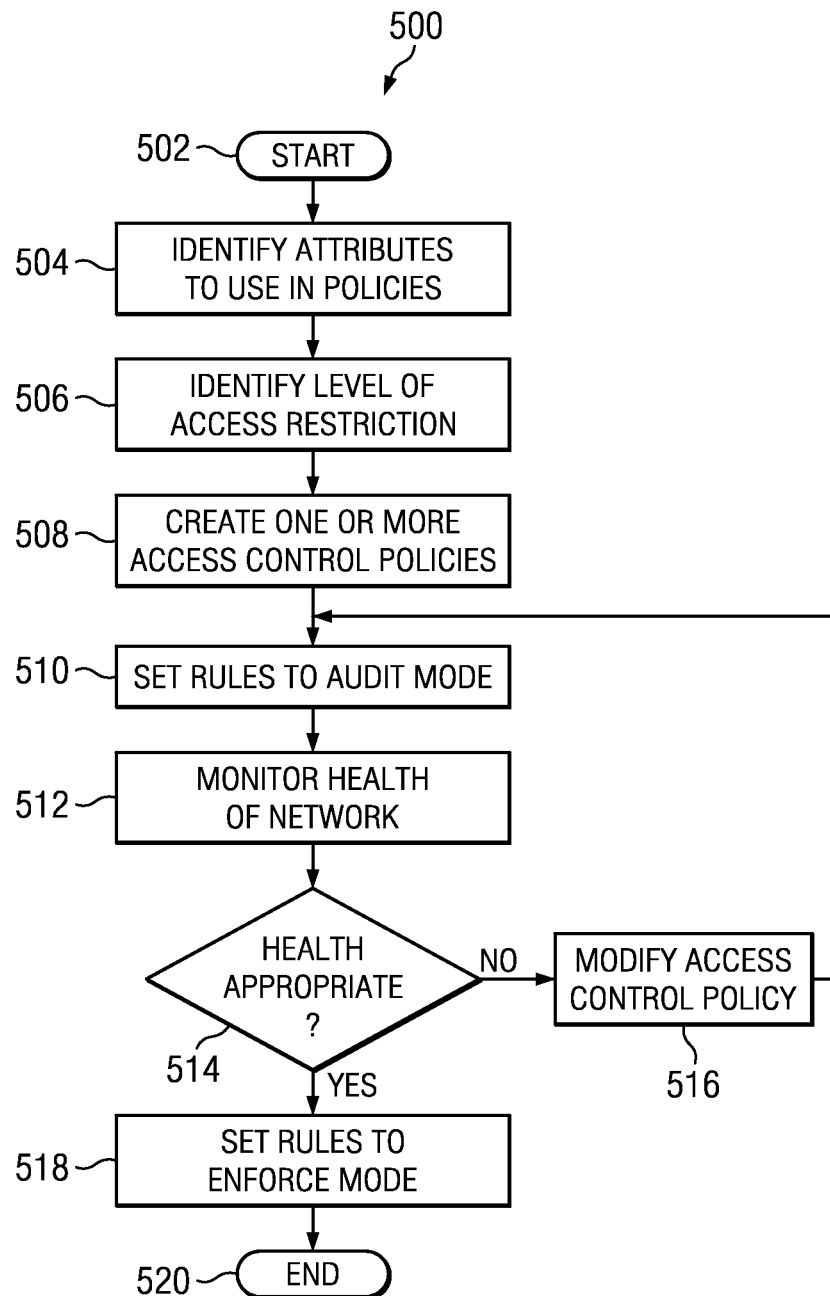 500
502
START
504
IDENTIFY ATTRIBUTES
TO USE IN POLICIES
506
IDENTIFY LEVEL OF
ACCESS RESTRICTION
508
CREATE ONE OR MORE
ACCESS CONTROL POLICIES
510
SET RULES TO AUDIT MODE
512
MONITOR HEALTH
OF NETWORK
HEALTH
APPROPRIATE
?
514
NO
MODIFY ACCESS
CONTROL POLICY
516
YES
518
SET RULES TO
ENFORCE MODE
520
END